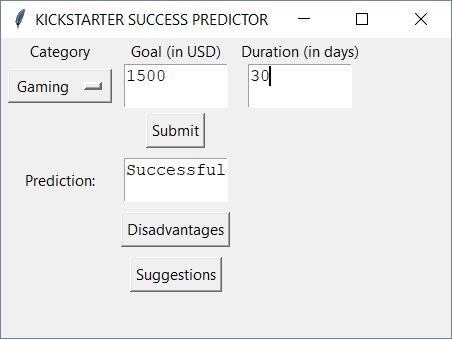 KICKSTARTER SUCCESS PREDICTOR
Category Goal (in USD) Duration (in days)
Gaming 1500 30
Submit
Prediction: Successful
Disadvantages
Suggestions